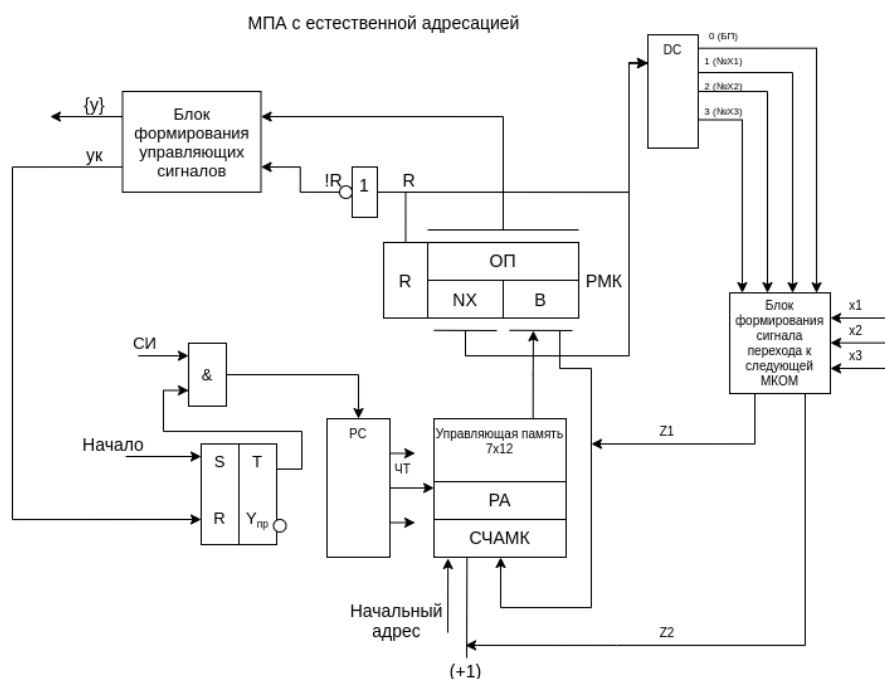 МПА с естественной адресацией
DC
0 (БП)
1 (№X1)
2 (№X2)
3 (№X3)
{y}
ук
Блок
формирования
управляющих
сигналов
!R
1
R
R
ОП
NX
В
РМК
Блок
формирования
сигнала
перехода к
следующей
МКОМ
x1
x2
x3
СИ
&
Начало
S
T
R
Yпр
РС
ЧТ
Управляющая память
7x12
РА
СЧАМК
Z1
Начальный
адрес
Z2
(+1)